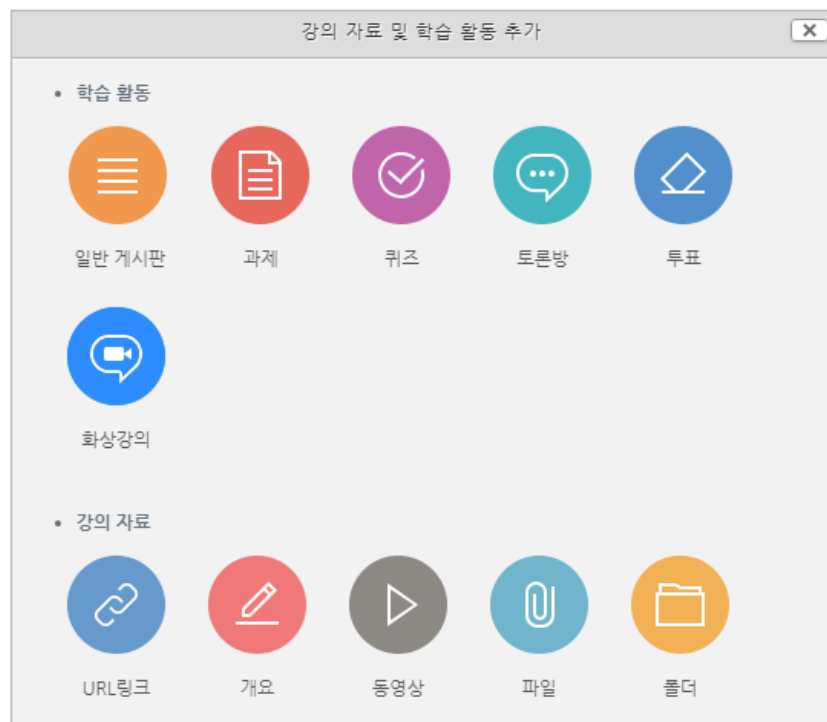 강의 자료 및 학습 활동 추가
학습 활동
일반 게시판 과제 퀴즈 토론방 투표
화상강의
강의 자료
URL링크 개요 동영상 파일 폴더